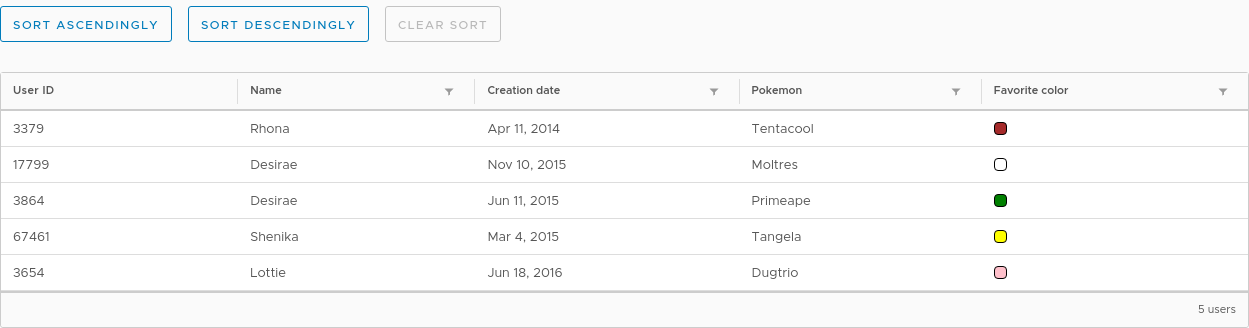 SORT ASCENDINGLY SORT DESCENDINGLY CLEAR SORT
User ID Name Creation date Pokemon Favorite color
3379 Rhona Apr 11, 2014 Tentacool
17799 Desirae Nov 10, 2015 Moltres
3864 Desirae Jun 11, 2015 Primeape
67461 Shenika Mar 4, 2015 Tangela
3654 Lottie Jun 18, 2016 Dugtrio
5 users